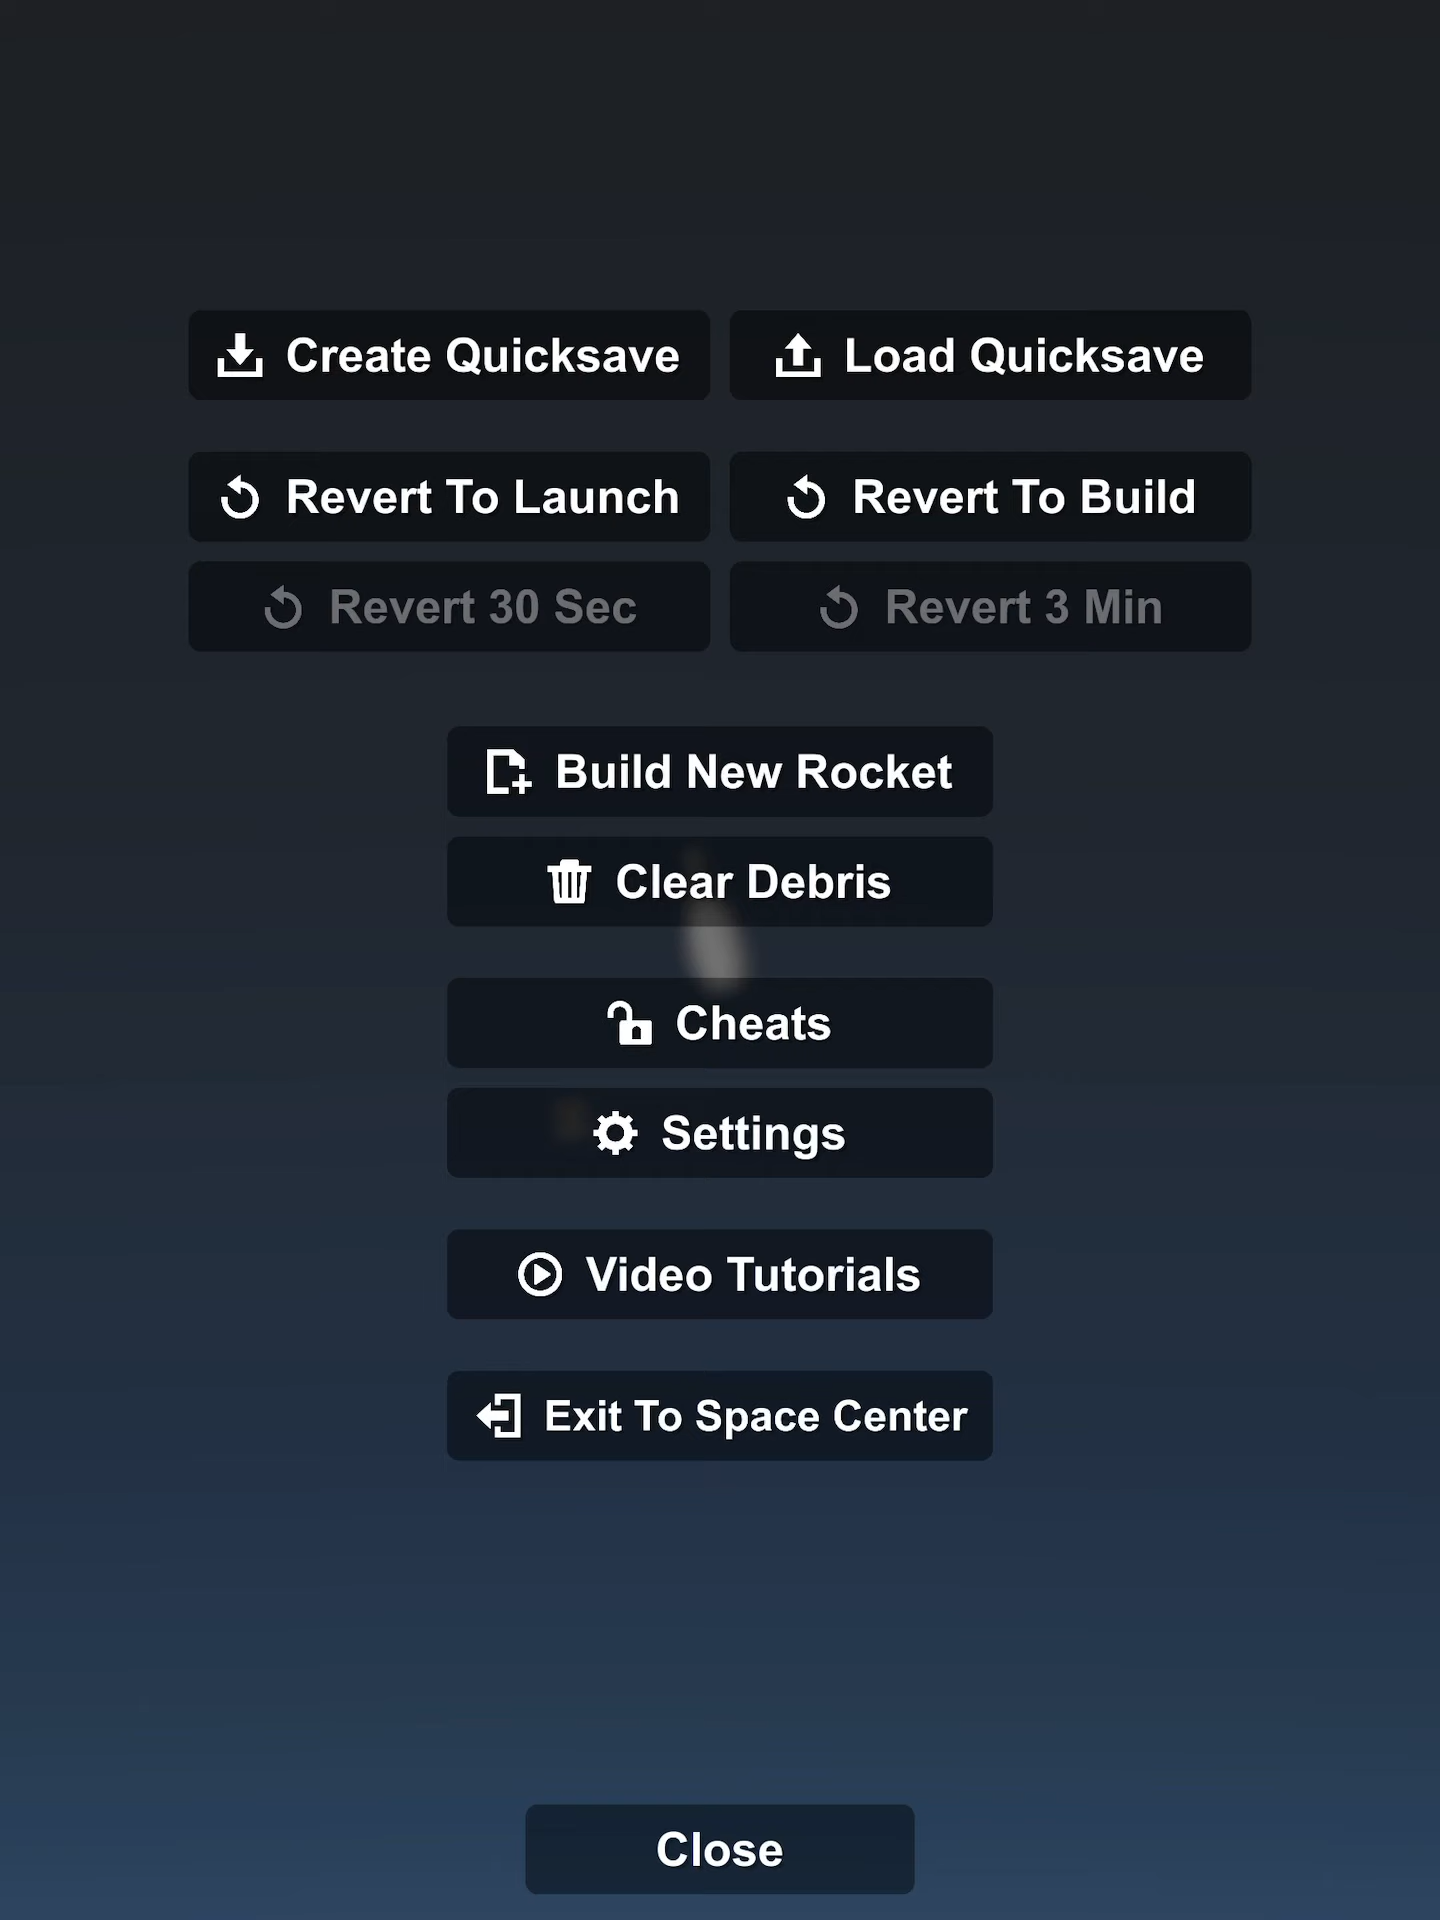 Create Quicksave
Load Quicksave
Revert To Launch
Revert To Build
Revert 30 Sec
Revert 3 Min
Build New Rocket
Clear Debris
Cheats
Settings
Video Tutorials
Exit To Space Center
Close